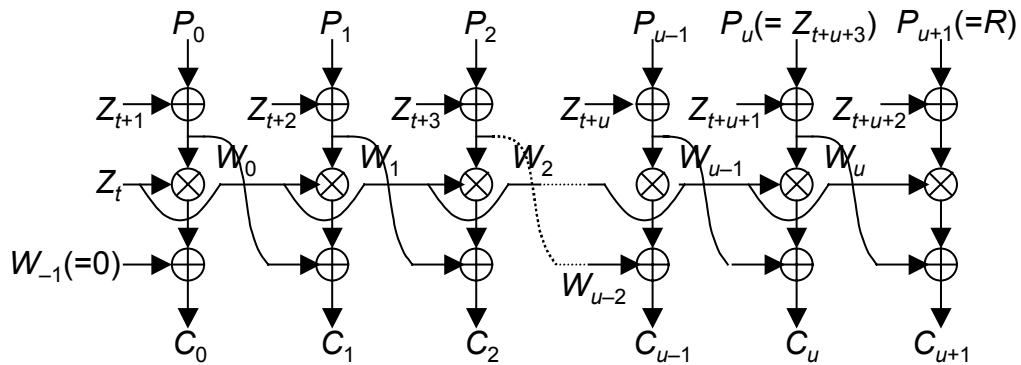 P₀ P₁ P₂ Pᵤ₋₁ Pᵤ(= Zₜ₊ᵤ₊₃) Pᵤ₊₁(=R)
Zₜ₊₁ Zₜ₊₂ Zₜ₊₃ Zₜ₊ᵤ Zₜ₊ᵤ₊₁ Zₜ₊ᵤ₊₂
W₀ W₁ W₂ Wᵤ₋₁ Wᵤ
Zₜ
W₋₁(=0) Wᵤ₋₂
C₀ C₁ C₂ Cᵤ₋₁ Cᵤ Cᵤ₊₁